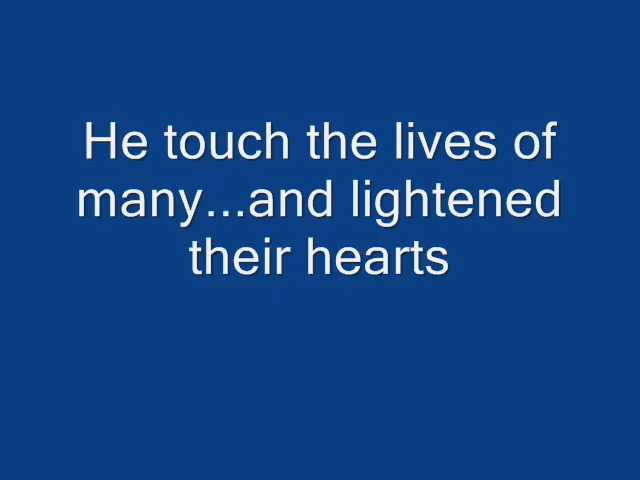 He touch the lives of
many...and lightened
their hearts